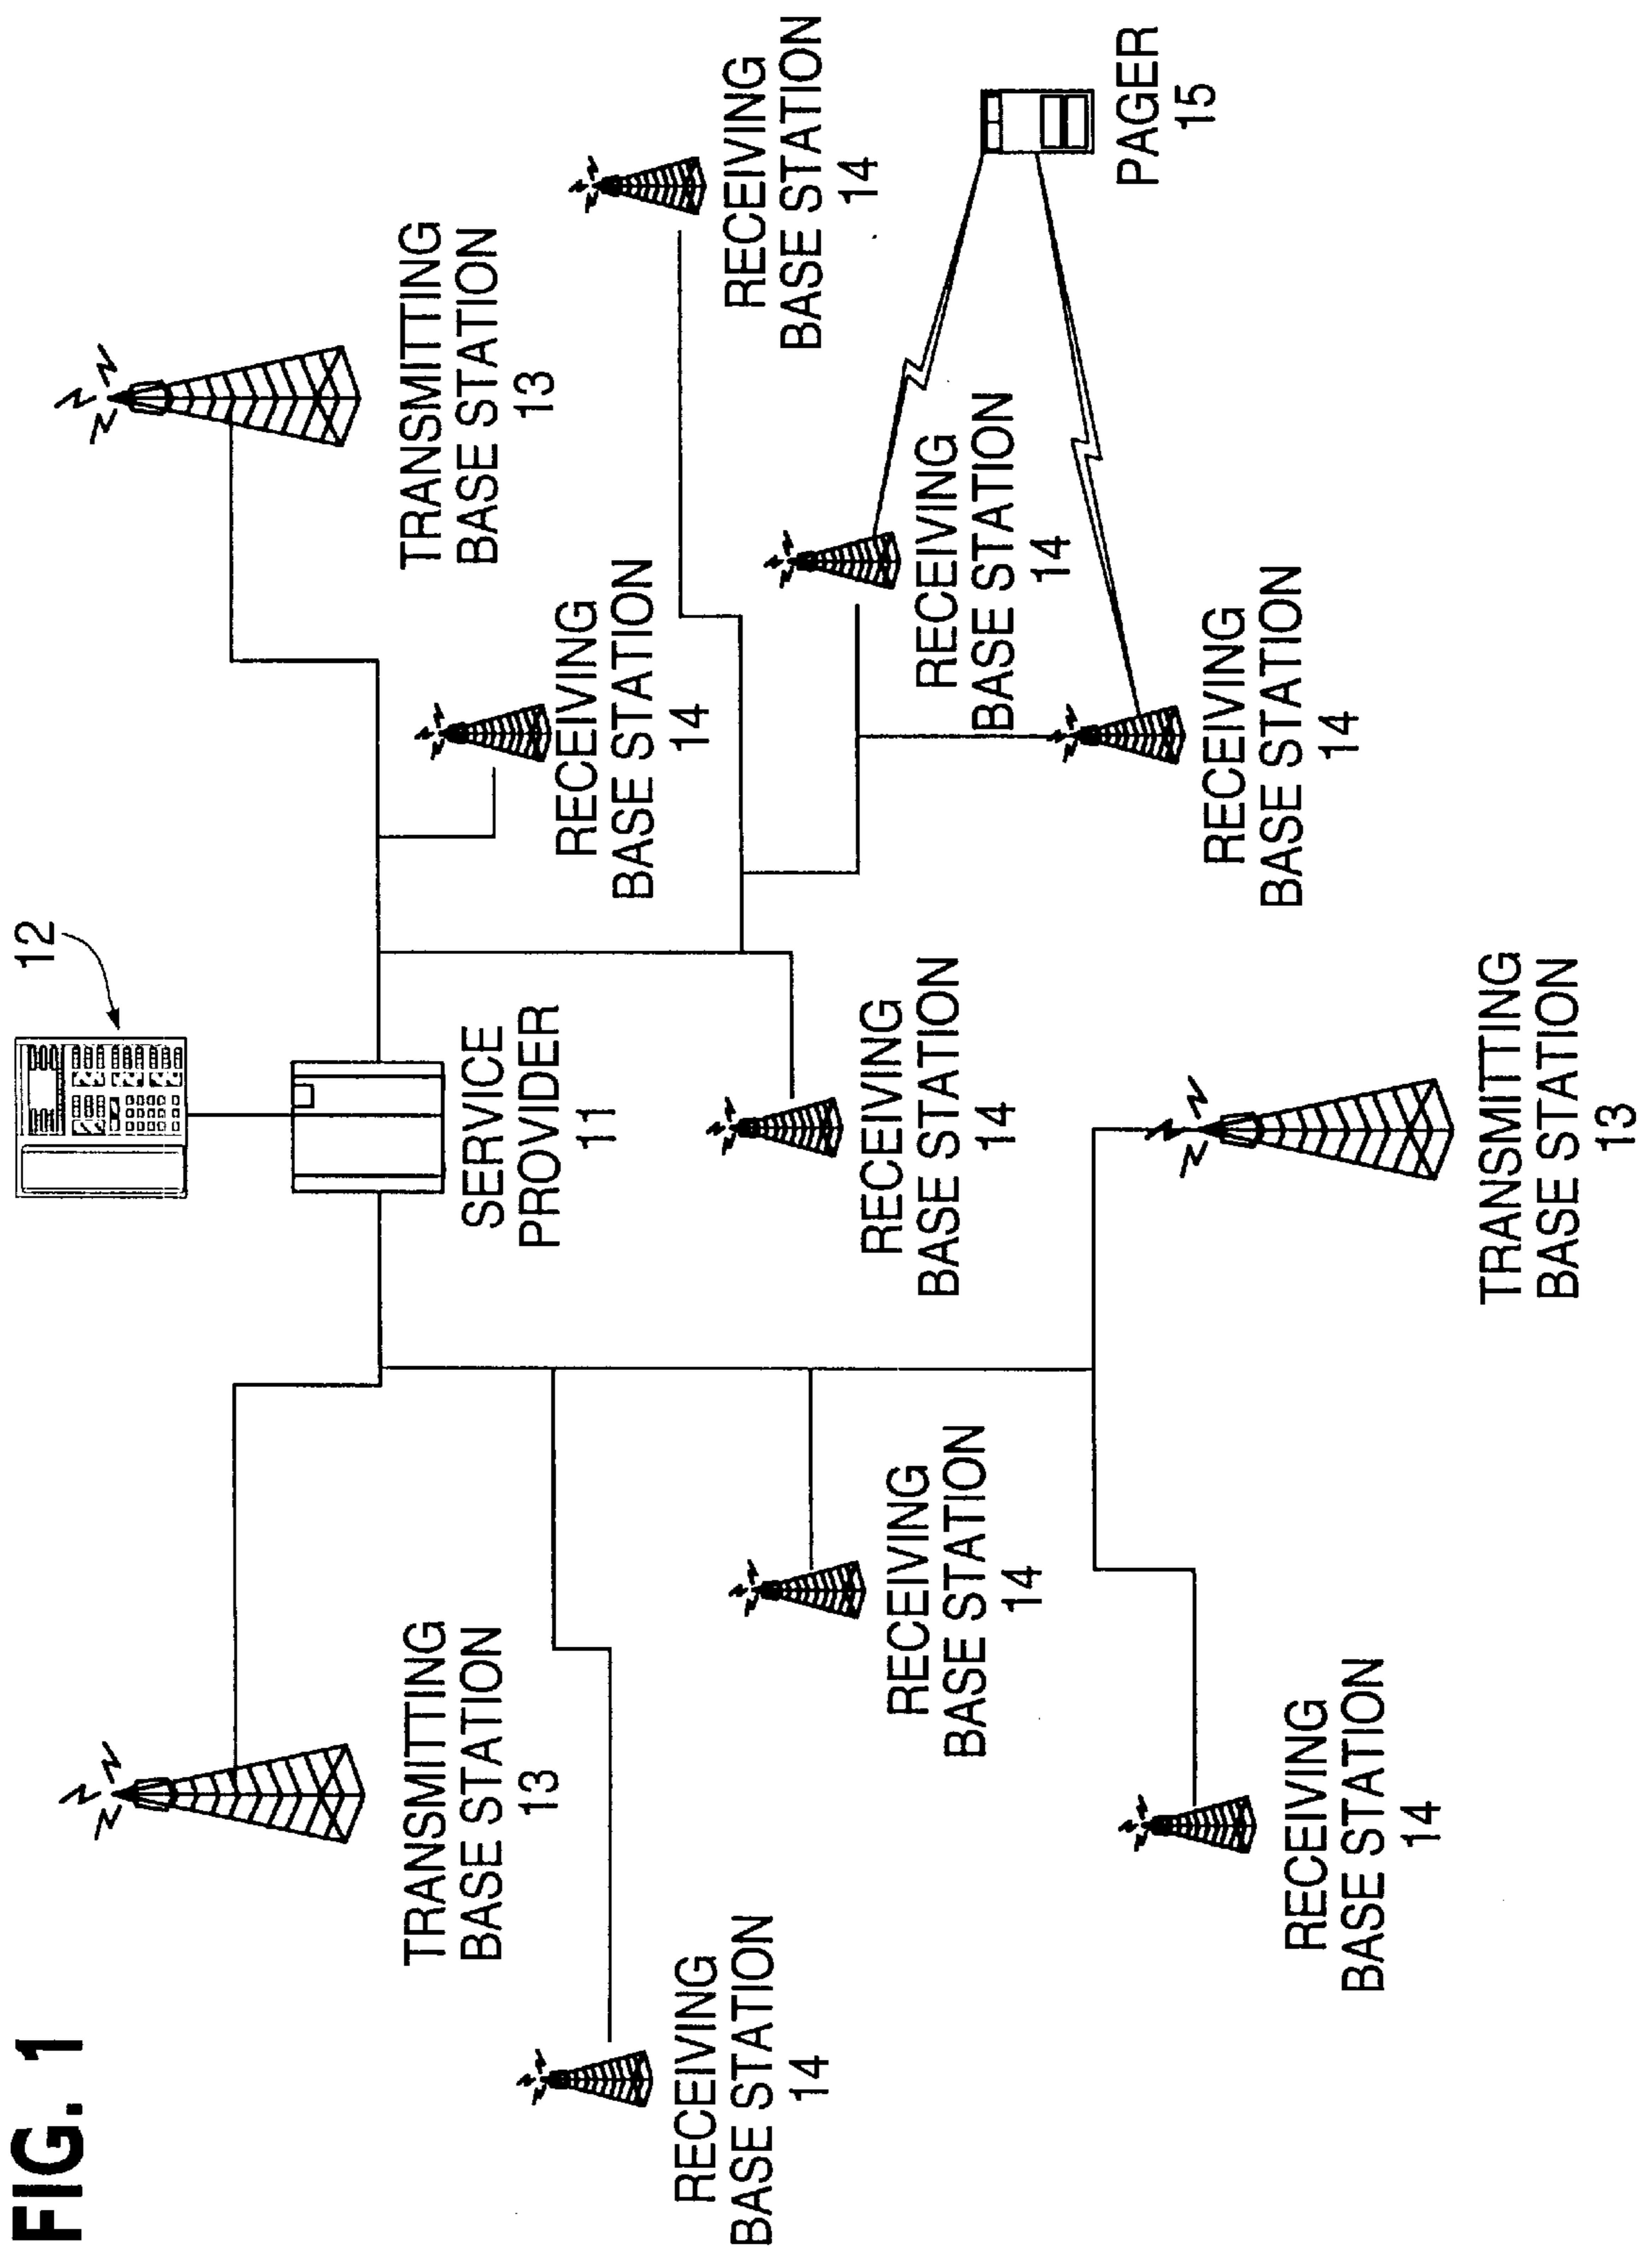 FIG. 1
12
SERVICE
PROVIDER
11
TRANSMITTING
BASE STATION
13
TRANSMITTING
BASE STATION
13
RECEIVING
BASE STATION
14
RECEIVING
BASE STATION
14
RECEIVING
BASE STATION
14
RECEIVING
BASE STATION
14
RECEIVING
BASE STATION
14
RECEIVING
BASE STATION
14
PAGER
15
RECEIVING
BASE STATION
14
RECEIVING
BASE STATION
14
TRANSMITTING
BASE STATION
13